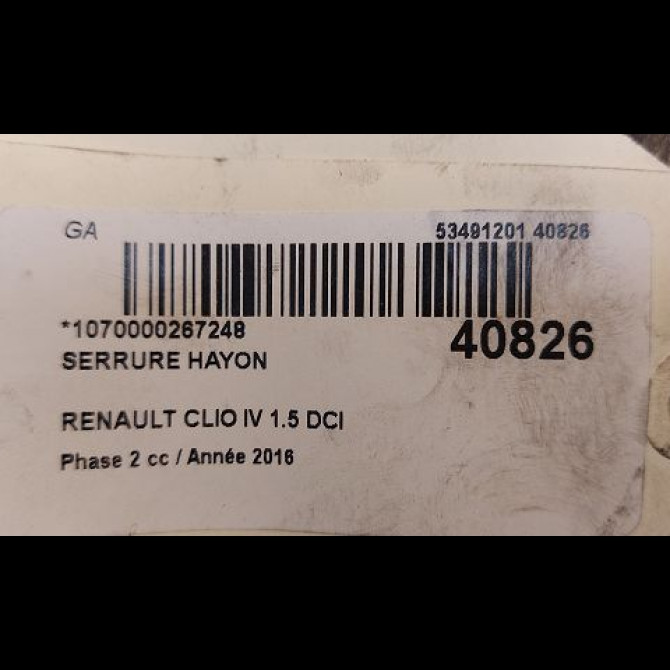 GA 53491201 40826
*1070000267248 40826
SERRURE HAYON
RENAULT CLIO IV 1.5 DCI
Phase 2 cc / Année 2016